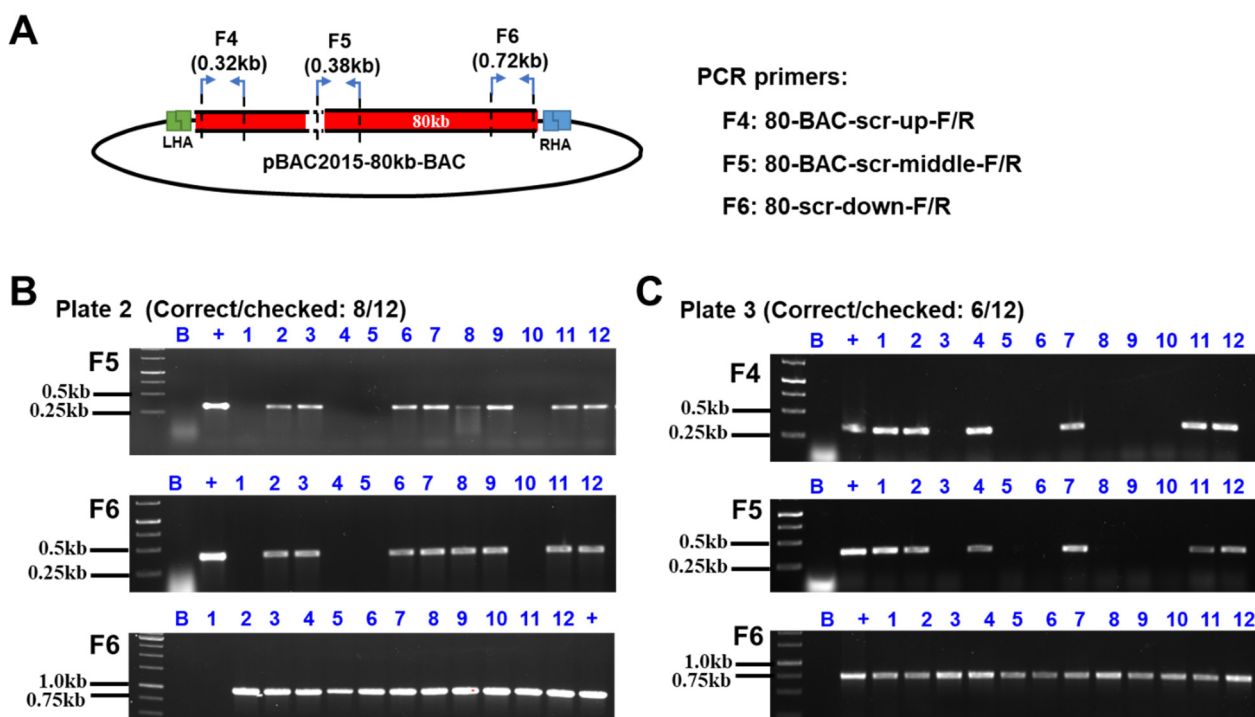 A
F4
(0.32kb)
F5
(0.38kb)
F6
(0.72kb)
80kb
LHA
RHA
pBAC2015-80kb-BAC
PCR primers:
F4: 80-BAC-scr-up-F/R
F5: 80-BAC-scr-middle-F/R
F6: 80-scr-down-F/R
B
Plate 2 (Correct/checked: 8/12)
B + 1 2 3 4 5 6 7 8 9 10 11 12
F5
0.5kb
0.25kb
B + 1 2 3 4 5 6 7 8 9 10 11 12
F6
0.5kb
0.25kb
B 1 2 3 4 5 6 7 8 9 10 11 12 +
F6
1.0kb
0.75kb
C
Plate 3 (Correct/checked: 6/12)
B + 1 2 3 4 5 6 7 8 9 10 11 12
F4
0.5kb
0.25kb
B + 1 2 3 4 5 6 7 8 9 10 11 12
F5
0.5kb
0.25kb
B + 1 2 3 4 5 6 7 8 9 10 11 12
F6
1.0kb
0.75kb